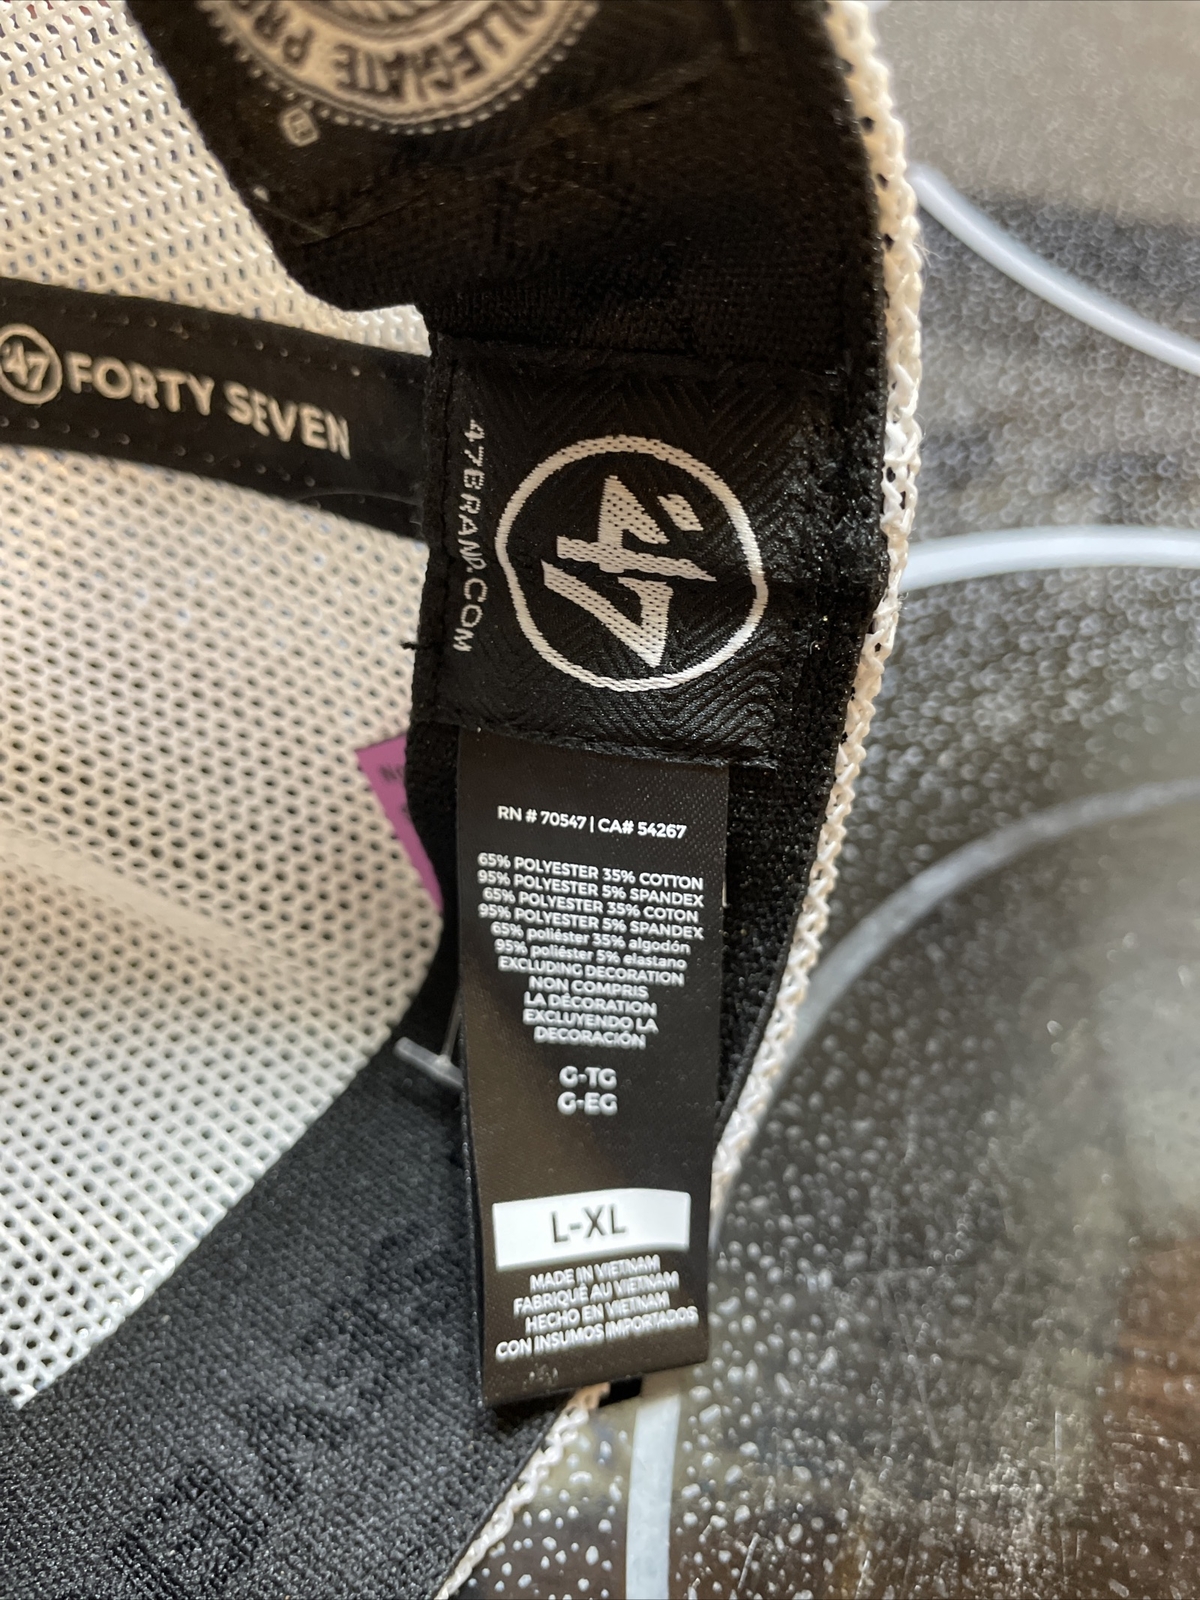 COLLEGIATE
47 FORTY SEVEN
47
47BRAND.COM
RN # 70547 | CA# 54267
65% POLYESTER 35% COTTON
95% POLYESTER 5% SPANDEX
65% POLYESTER 35% COTON
95% POLYESTER 5% SPANDEX
65% poliéster 35% algodón
95% poliéster 5% elastano
EXCLUDING DECORATION
NON COMPRIS
LA DÉCORATION
EXCLUYENDO LA
DECORACIÓN
G-TG
G-EG
L-XL
MADE IN VIETNAM
FABRIQUÉ AU VIETNAM
HECHO EN VIETNAM
CON INSUMOS IMPORTADOS